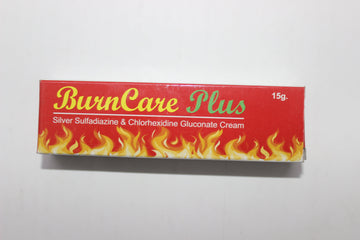 BurnCare Plus
15g.
Silver Sulfadiazine & Chlorhexidine Gluconate Cream